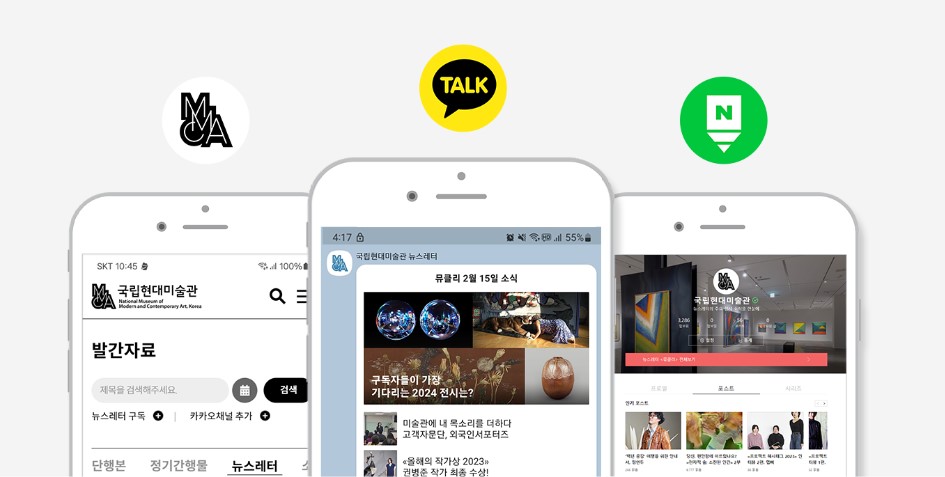 MMCA
TALK
N
SKT 10:45
100%
MMCA
국립현대미술관
National Museum of
Modern and Contemporary Art, Korea
발간자료
제목을 검색해주세요.
검색
뉴스레터 구독
카카오채널 추가
단행본
정기간행물
뉴스레터
4:17
55%
MMCA
국립현대미술관 뉴스레터
뮤클리 2월 15일 소식
구독자들이 가장
기다리는 2024 전시는?
미술관에 내 목소리를 더하다
고객자문단, 외국인서포터즈
«올해의 작가상 2023»
권병준 작가 최종 수상!
MMCA
국립현대미술관
3,286
프로필
포스트
시리즈
인기 포스트